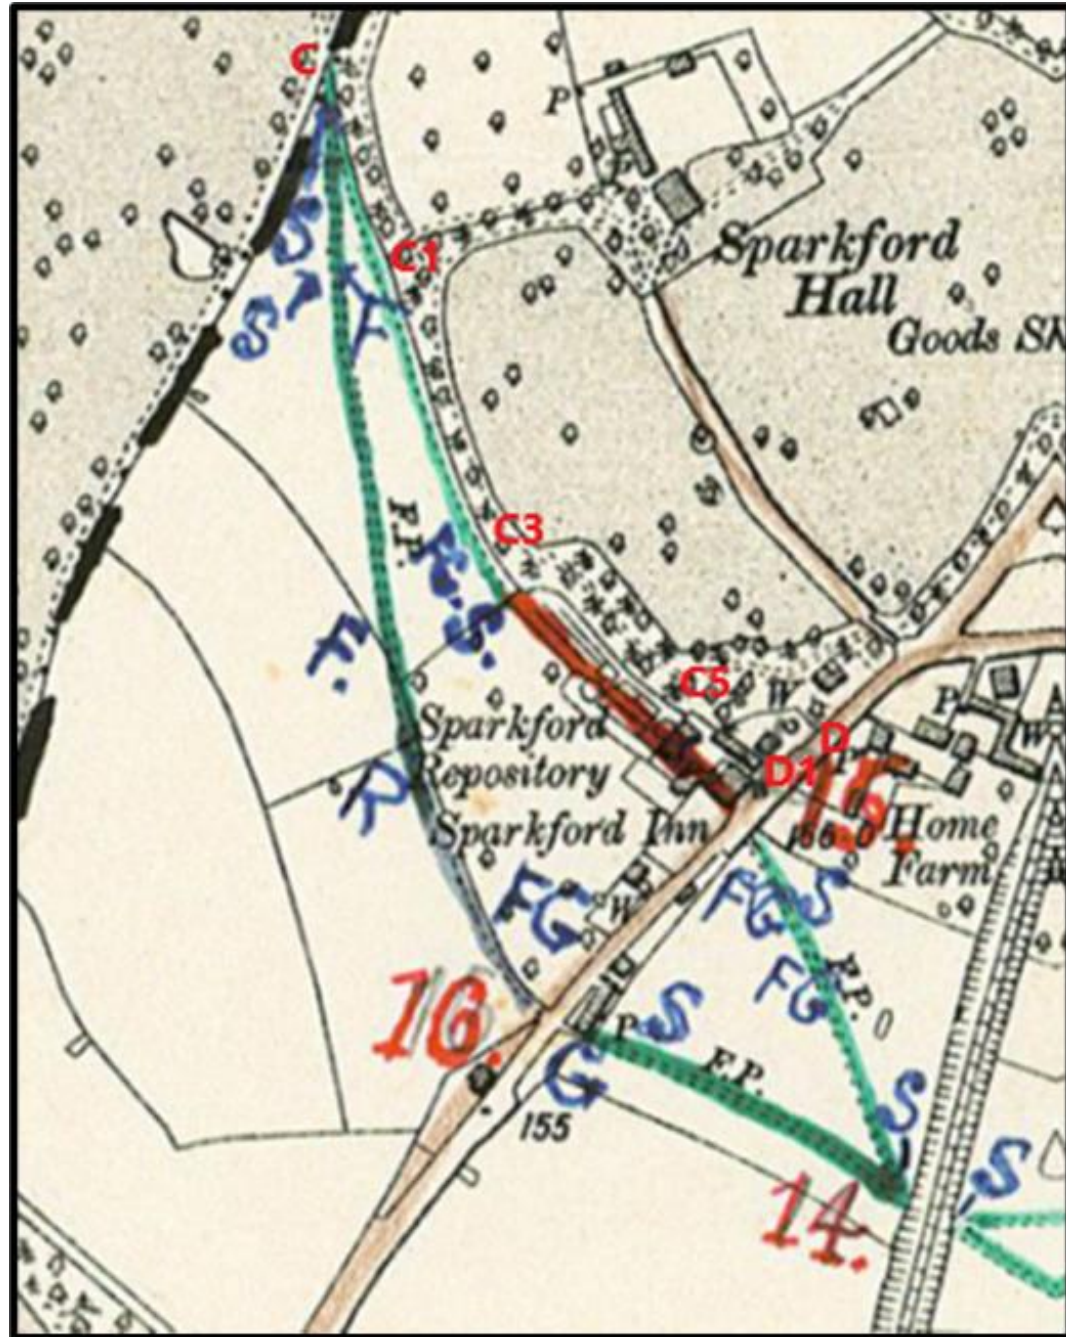 C
P
C1
Sparkford
Hall
Goods Sh
S
T
F
F.P.
C3
K.S.
F.
C5
W
P
W
D
Sparkford
Repository
D1
15.
R
Sparkford Inn
166
Home
Farm
FG
W
FG
S
FG
F.P.
16.
P
S
G
F.P.
S
155
S
14.